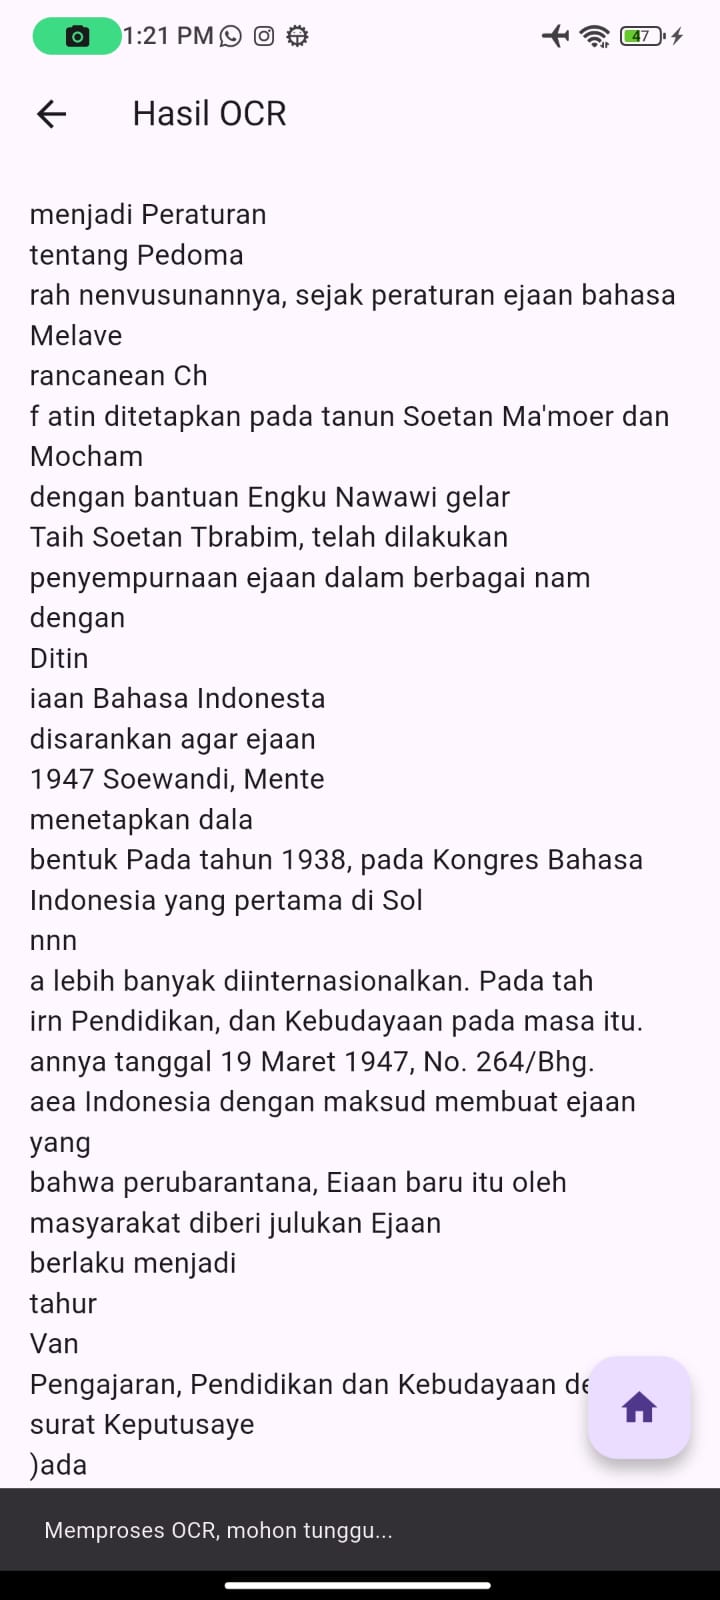 1:21 PM
47
Hasil OCR
menjadi Peraturan
tentang Pedoma
rah nenvusunannya, sejak peraturan ejaan bahasa
Melave
rancanean Ch
f atin ditetapkan pada tanun Soetan Ma'moer dan
Mocham
dengan bantuan Engku Nawawi gelar
Taih Soetan Tbrabim, telah dilakukan
penyempurnaan ejaan dalam berbagai nam
dengan
Ditin
iaan Bahasa Indonesta
disarankan agar ejaan
1947 Soewandi, Mente
menetapkan dala
bentuk Pada tahun 1938, pada Kongres Bahasa
Indonesia yang pertama di Sol
nnn
a lebih banyak diinternasionalkan. Pada tah
irn Pendidikan, dan Kebudayaan pada masa itu.
annya tanggal 19 Maret 1947, No. 264/Bhg.
aea Indonesia dengan maksud membuat ejaan
yang
bahwa perubarantana, Eiaan baru itu oleh
masyarakat diberi julukan Ejaan
berlaku menjadi
tahur
Van
Pengajaran, Pendidikan dan Kebudayaan de
surat Keputusaye
)ada
Memproses OCR, mohon tunggu...